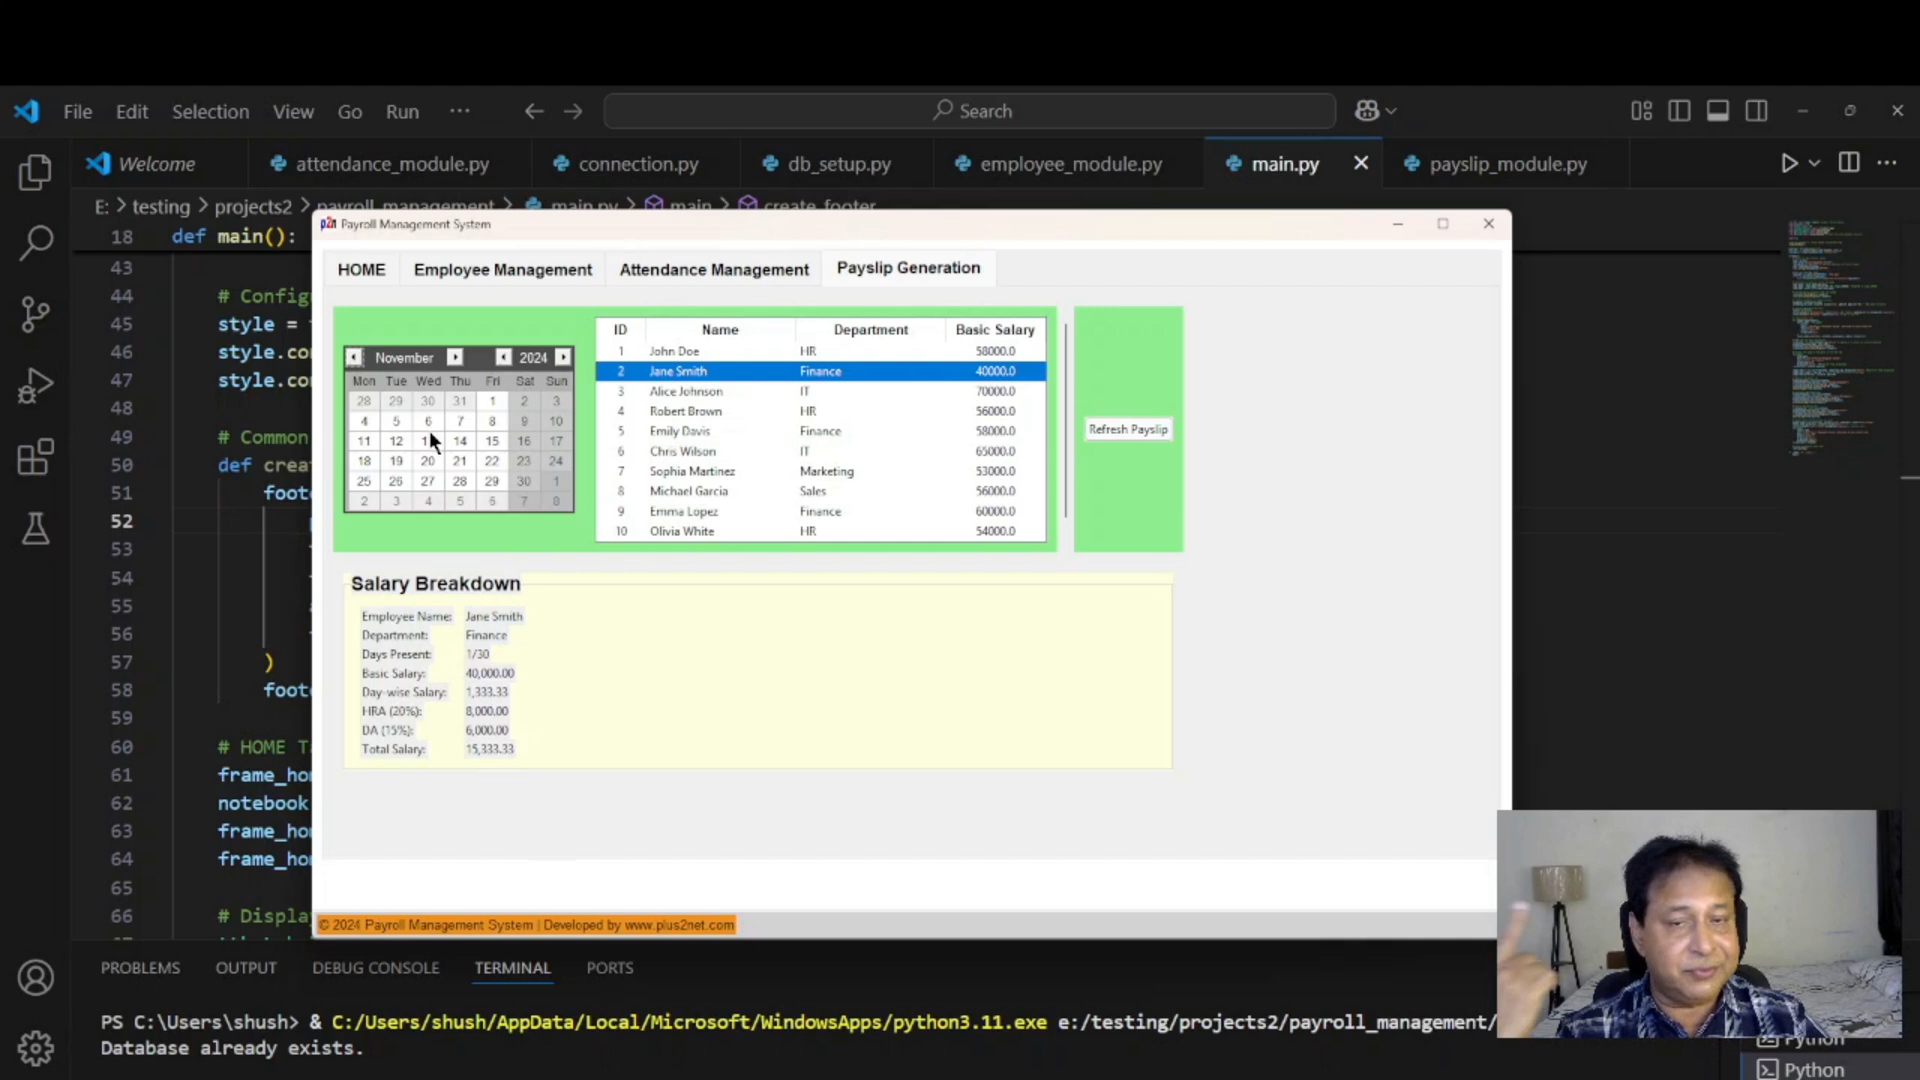 File Edit Selection View Go Run ··· Search
Welcome attendance_module.py connection.py db_setup.py employee_module.py main.py payslip_module.py
E: > testing > projects2 > payroll_management > main.py > main > create_footer
18 def main():
43
44 # Config
45 style =
46 style.co
47 style.co
48
49 # Common
50 def crea
51 foot
52
53
54
55
56
57 )
58 foot
59
60 # HOME T
61 frame_ho
62 notebook
63 frame_ho
64 frame_ho
65
66 # Displa
p2n Payroll Management System
HOME Employee Management Attendance Management Payslip Generation
November 2024
Mon Tue Wed Thu Fri Sat Sun
28 29 30 31 1 2 3
4 5 6 7 8 9 10
11 12 14 15 16 17
18 19 20 21 22 23 24
25 26 27 28 29 30 1
2 3 4 5 6 7 8
ID Name Department Basic Salary
1 John Doe HR 58000.0
2 Jane Smith Finance 40000.0
3 Alice Johnson IT 70000.0
4 Robert Brown HR 56000.0
5 Emily Davis Finance 58000.0
6 Chris Wilson IT 65000.0
7 Sophia Martinez Marketing 53000.0
8 Michael Garcia Sales 56000.0
9 Emma Lopez Finance 60000.0
10 Olivia White HR 54000.0
Refresh Payslip
Salary Breakdown
Employee Name: Jane Smith
Department: Finance
Days Present: 1/30
Basic Salary: 40,000.00
Day-wise Salary: 1,333.33
HRA (20%): 8,000.00
DA (15%): 6,000.00
Total Salary: 15,333.33
© 2024 Payroll Management System | Developed by www.plus2net.com
PROBLEMS OUTPUT DEBUG CONSOLE TERMINAL PORTS
PS C:\Users\shush> & C:/Users/shush/AppData/Local/Microsoft/WindowsApps/python3.11.exe e:/testing/projects2/payroll_management/
Database already exists.
Python
Python